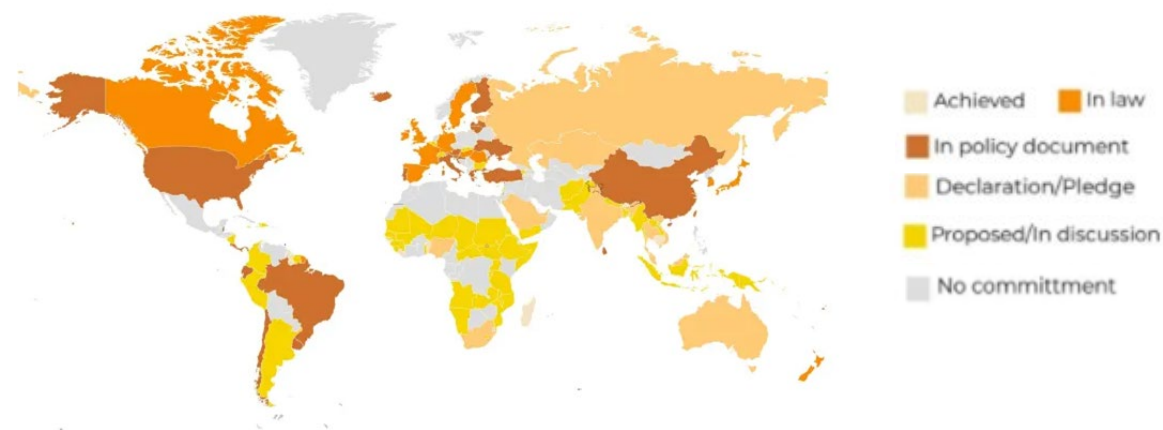 Achieved In law
In policy document
Declaration/Pledge
Proposed/In discussion
No committment